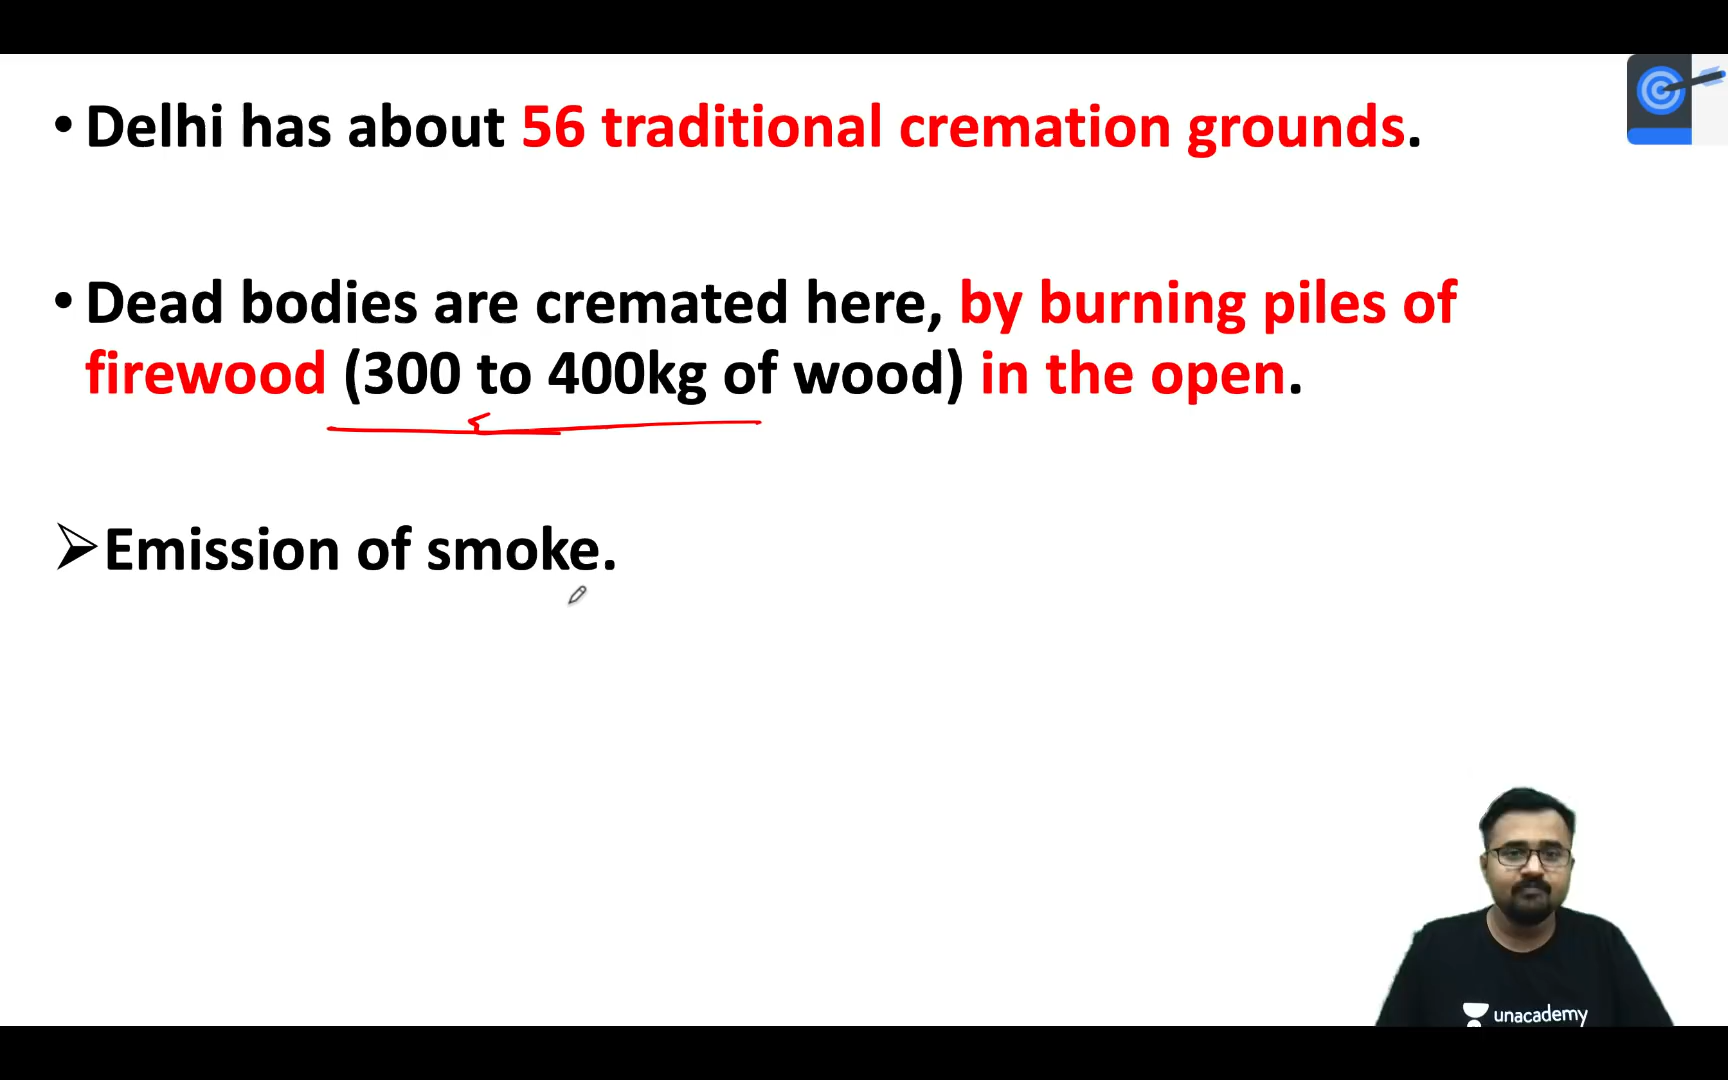 • Delhi has about 56 traditional cremation grounds.
• Dead bodies are cremated here, by burning piles of
firewood (300 to 400kg of wood) in the open.
➢ Emission of smoke.
unacademy